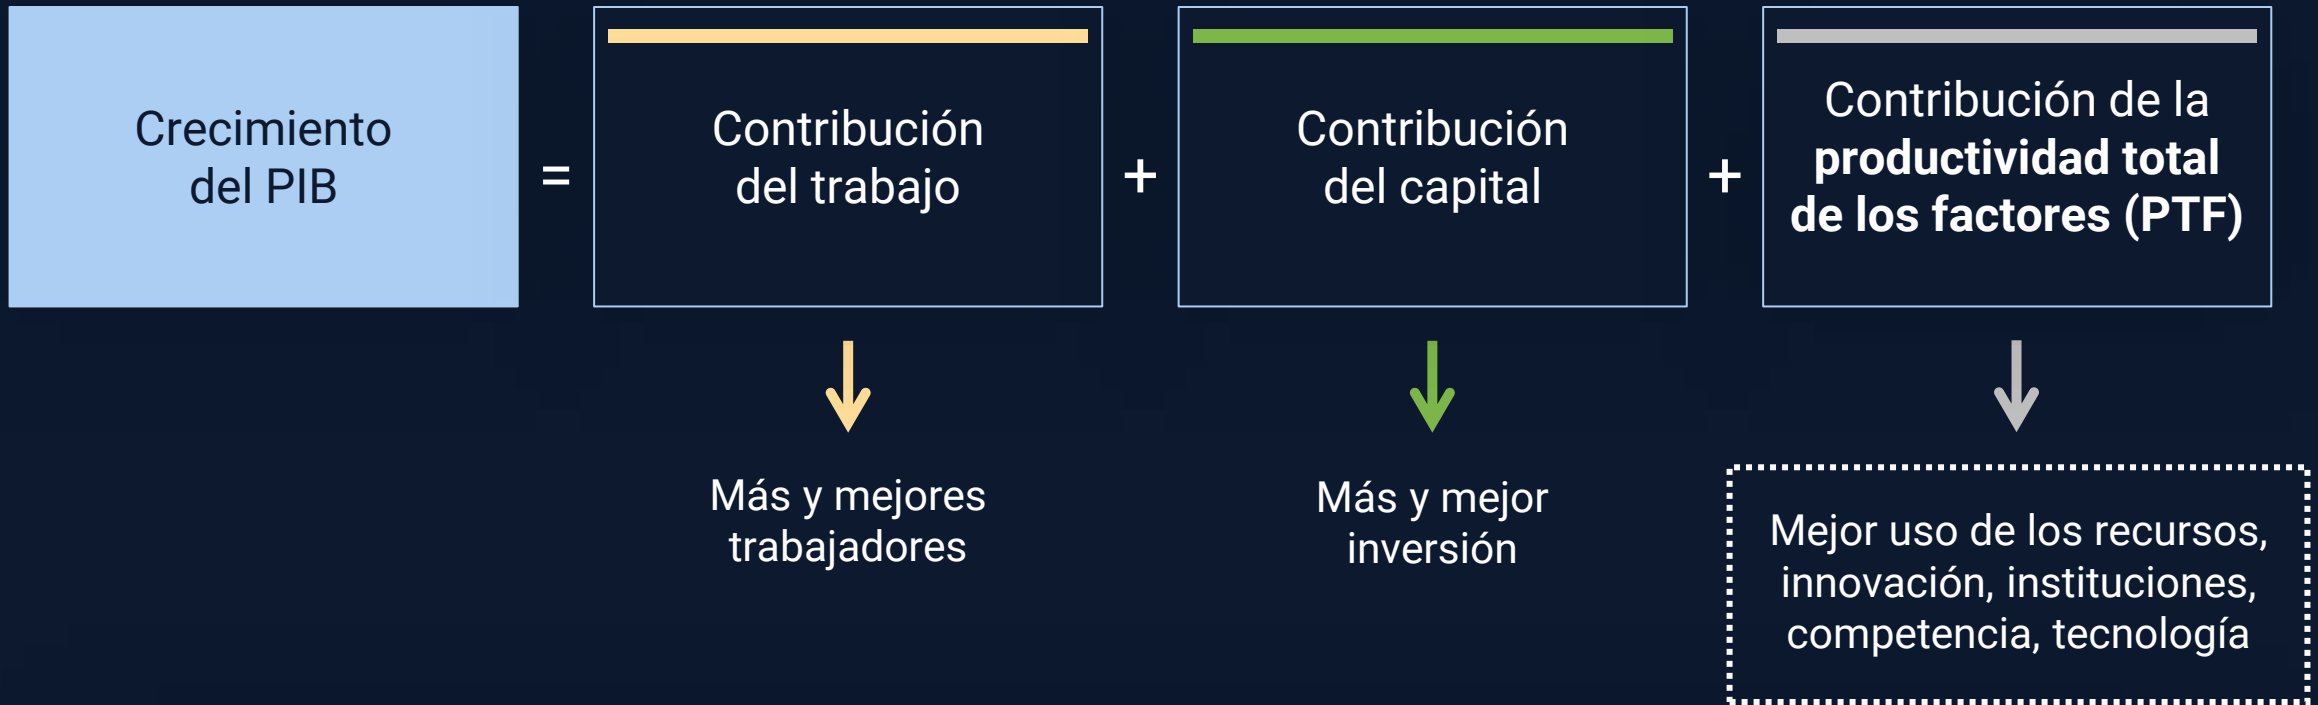 Crecimiento
del PIB
=
Contribución
del trabajo
+
Contribución
del capital
+
Contribución de la
productividad total
de los factores (PTF)
Más y mejores
trabajadores
Más y mejor
inversión
Mejor uso de los recursos,
innovación, instituciones,
competencia, tecnología